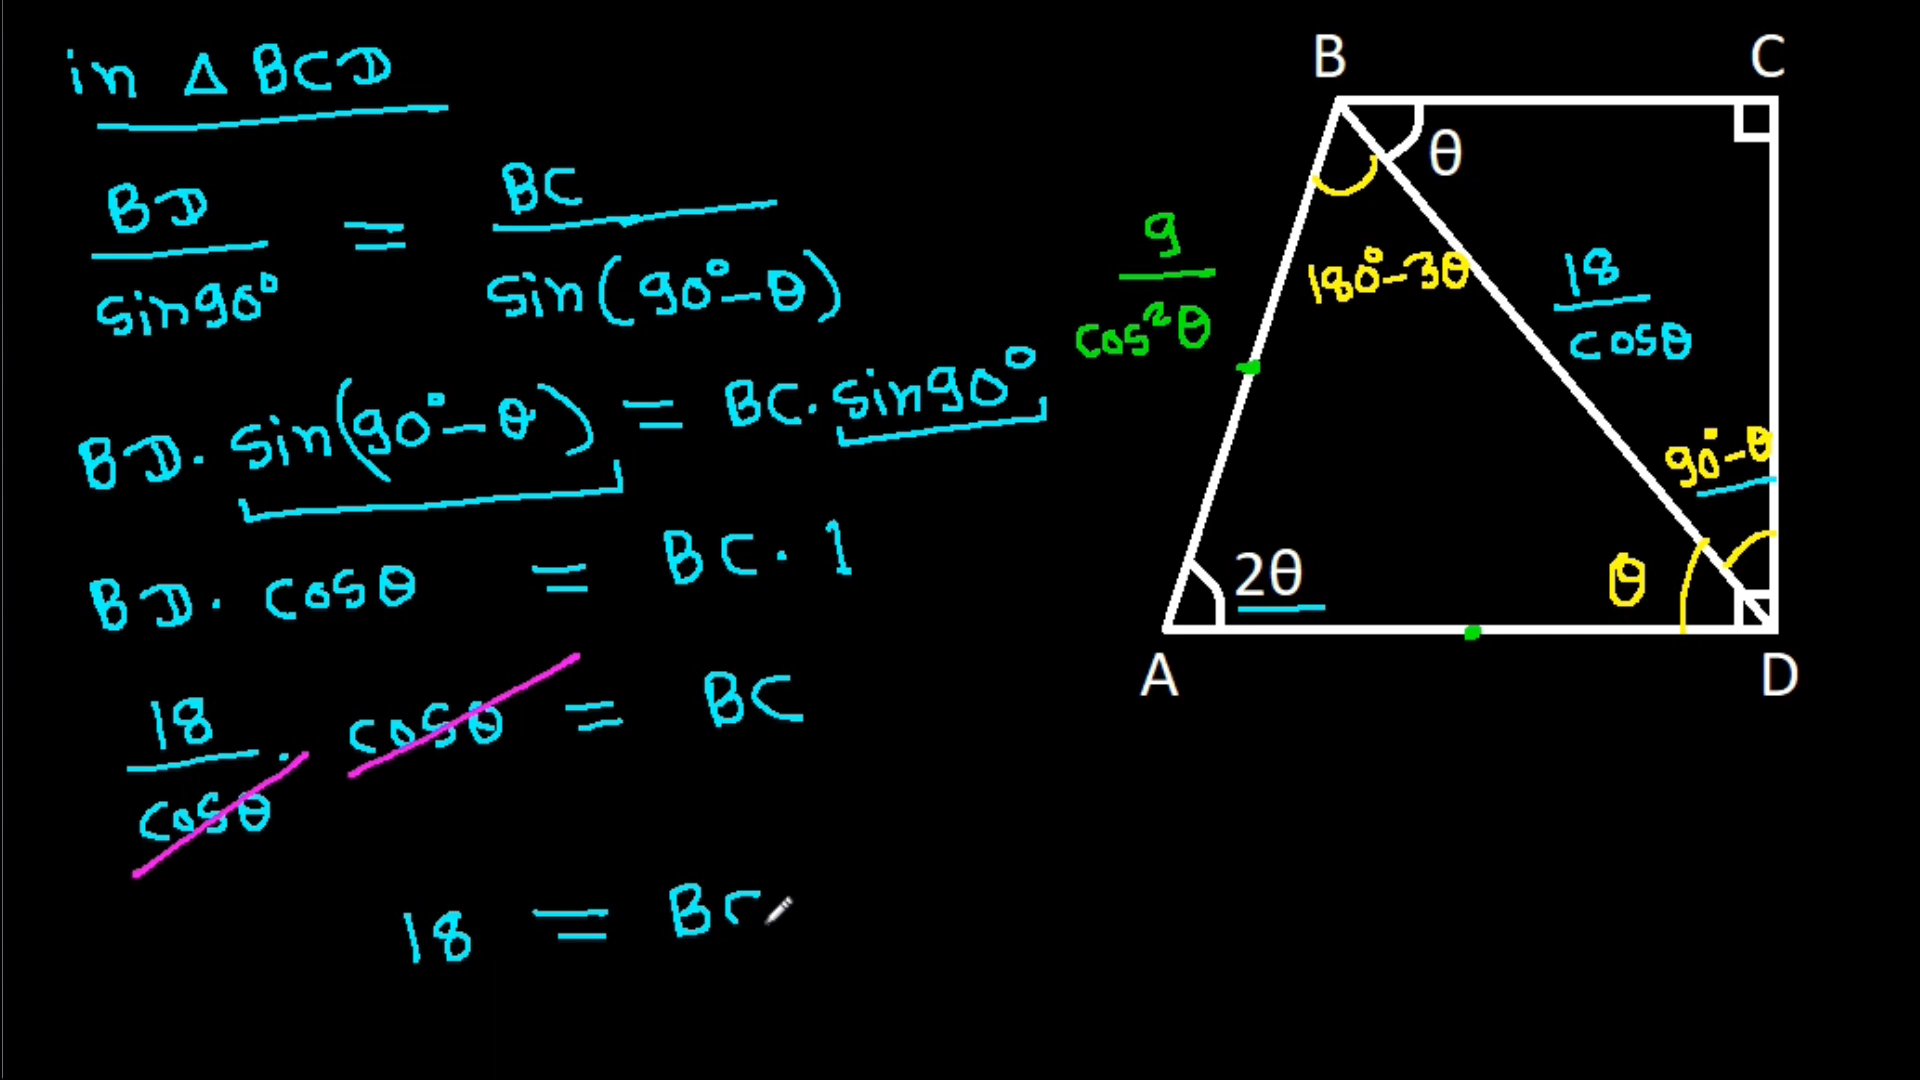 in Δ BCD
BD/sin90° = BC/sin(90°-θ)
BD. sin(90°-θ) = BC. sin90°
BD. cosθ = BC. 1
18/cosθ . cosθ = BC
18 = BC
B C
θ
9/cos²θ
180°-3θ
18/cosθ
90°-θ
2θ
θ
A D